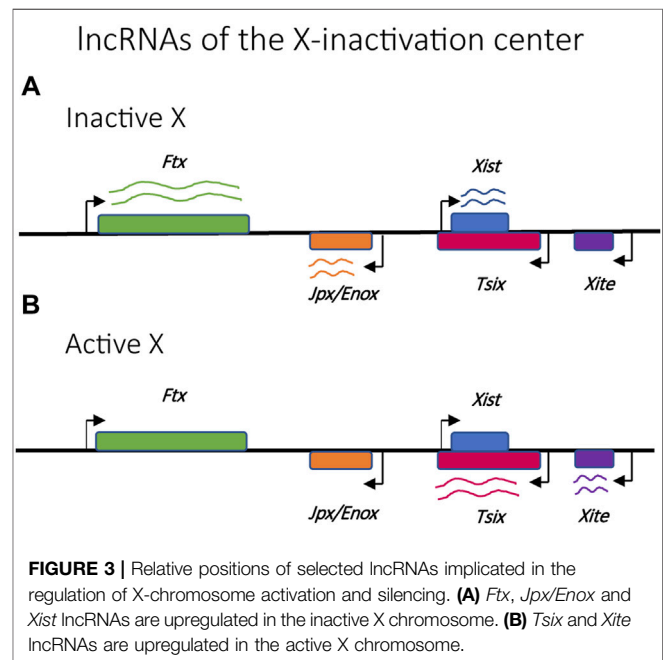 lncRNAs of the X-inactivation center
A
Inactive X
Ftx
Xist
Jpx/Enox
Tsix
Xite
B
Active X
Ftx
Xist
Jpx/Enox
Tsix
Xite
FIGURE 3 | Relative positions of selected lncRNAs implicated in the
regulation of X-chromosome activation and silencing. (A) Ftx, Jpx/Enox and
Xist lncRNAs are upregulated in the inactive X chromosome. (B) Tsix and Xite
lncRNAs are upregulated in the active X chromosome.